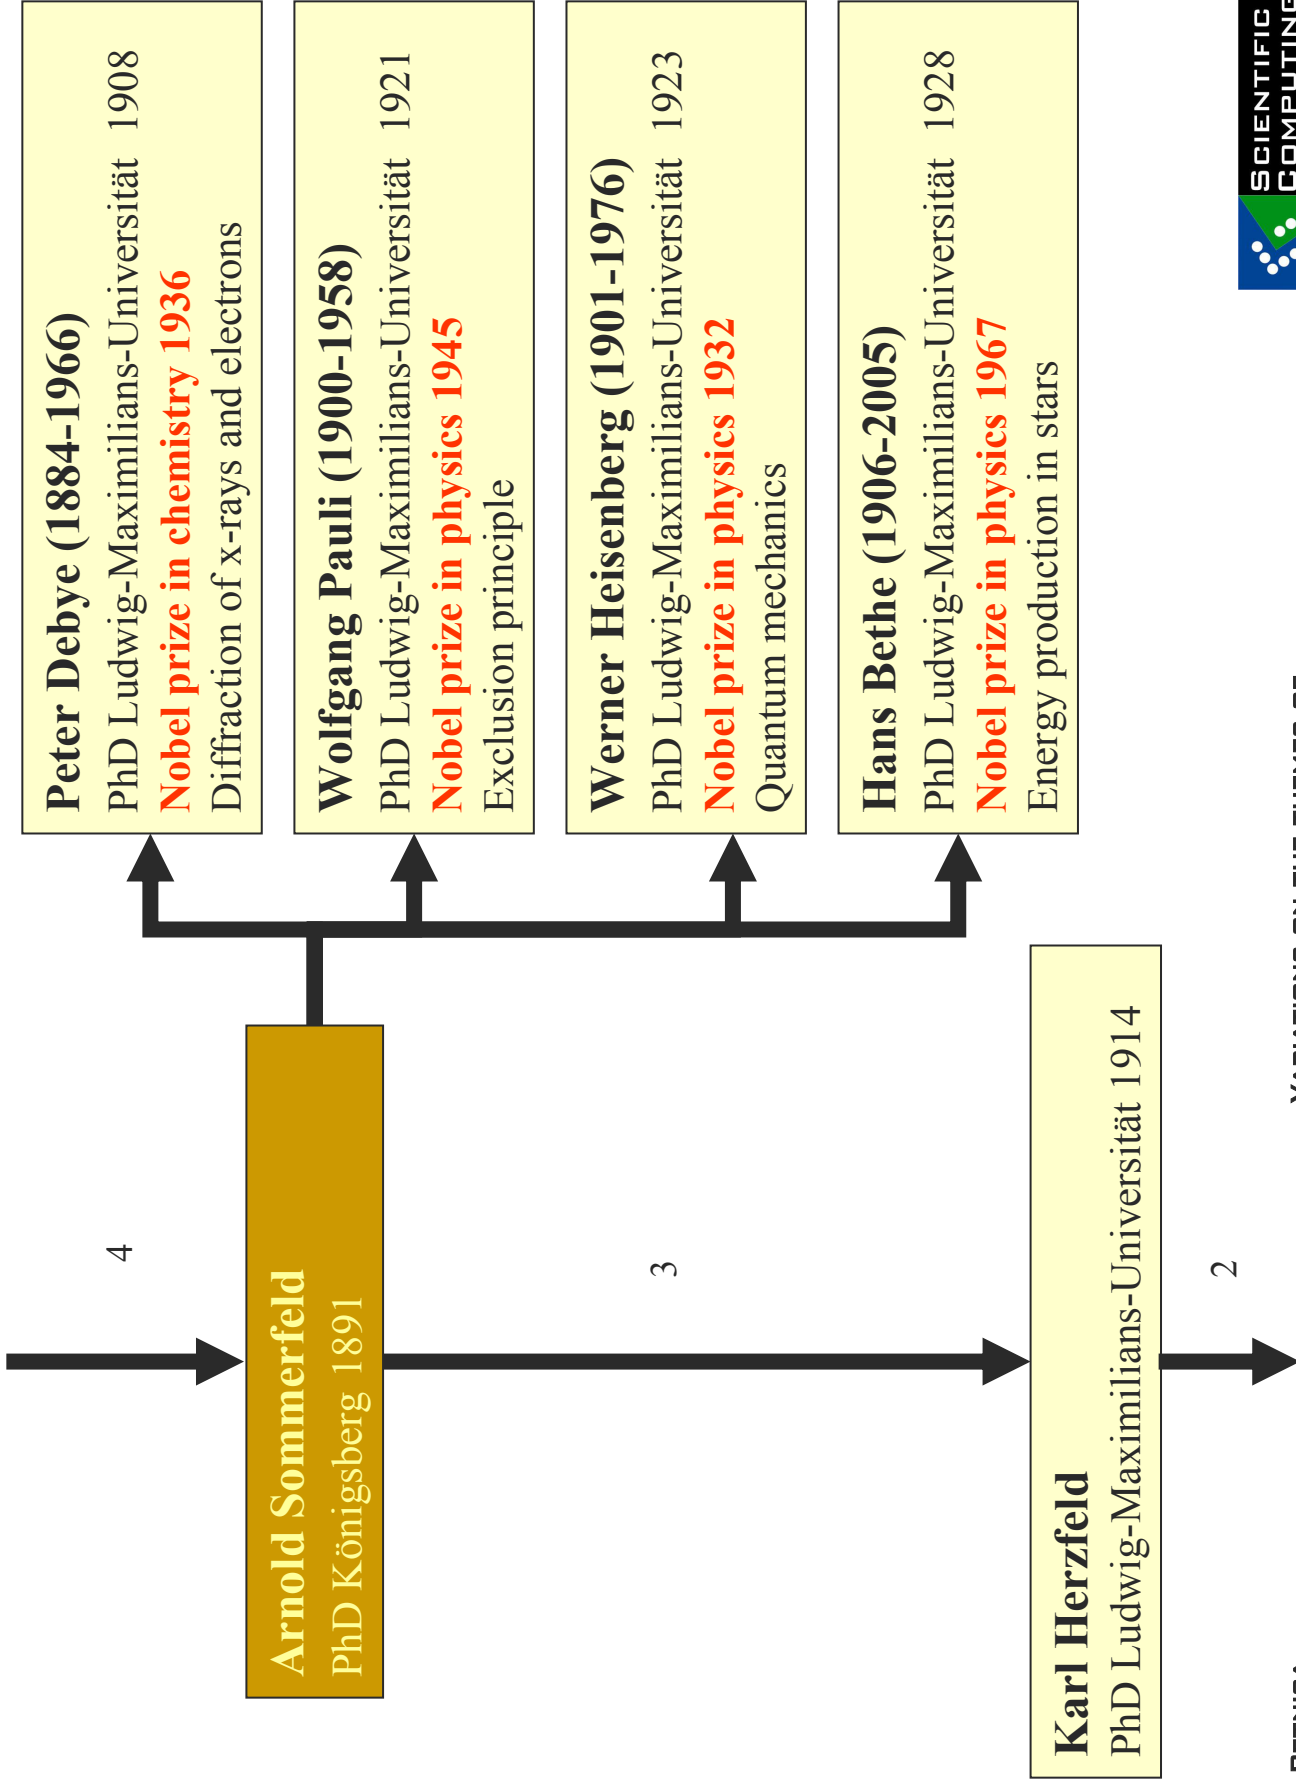 4
Peter Debye (1884-1966)
PhD Ludwig-Maximilians-Universität 1908
Nobel prize in chemistry 1936
Diffraction of x-rays and electrons
Arnold Sommerfeld
PhD Königsberg 1891
Wolfgang Pauli (1900-1958)
PhD Ludwig-Maximilians-Universität 1921
Nobel prize in physics 1945
Exclusion principle
3
Werner Heisenberg (1901-1976)
PhD Ludwig-Maximilians-Universität 1923
Nobel prize in physics 1932
Quantum mechanics
Hans Bethe (1906-2005)
PhD Ludwig-Maximilians-Universität 1928
Nobel prize in physics 1967
Energy production in stars
Karl Herzfeld
PhD Ludwig-Maximilians-Universität 1914
2
SCIENTIFIC
COMPUTING